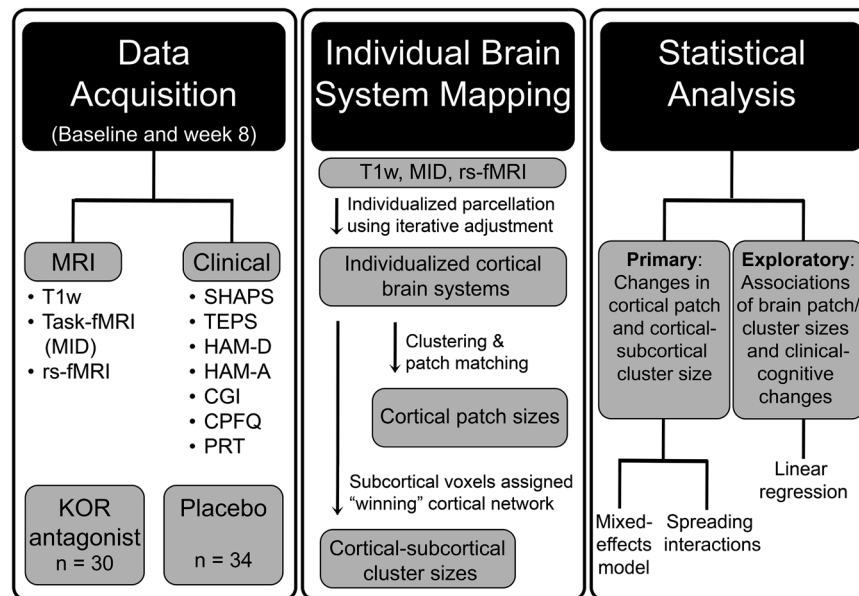 Data
Acquisition
(Baseline and week 8)
MRI
• T1w
• Task-fMRI
(MID)
• rs-fMRI
Clinical
• SHAPS
• TEPS
• HAM-D
• HAM-A
• CGI
• CPFQ
• PRT
KOR
antagonist
n = 30
Placebo
n = 34
Individual Brain
System Mapping
T1w, MID, rs-fMRI
Individualized parcellation
using iterative adjustment
Individualized cortical
brain systems
Clustering &
patch matching
Cortical patch sizes
Subcortical voxels assigned
“winning” cortical network
Cortical-subcortical
cluster sizes
Statistical
Analysis
Primary:
Changes in
cortical patch
and cortical-
subcortical
cluster size
Exploratory:
Associations
of brain patch/
cluster sizes
and clinical-
cognitive
changes
Mixed-
effects
model
Spreading
interactions
Linear
regression